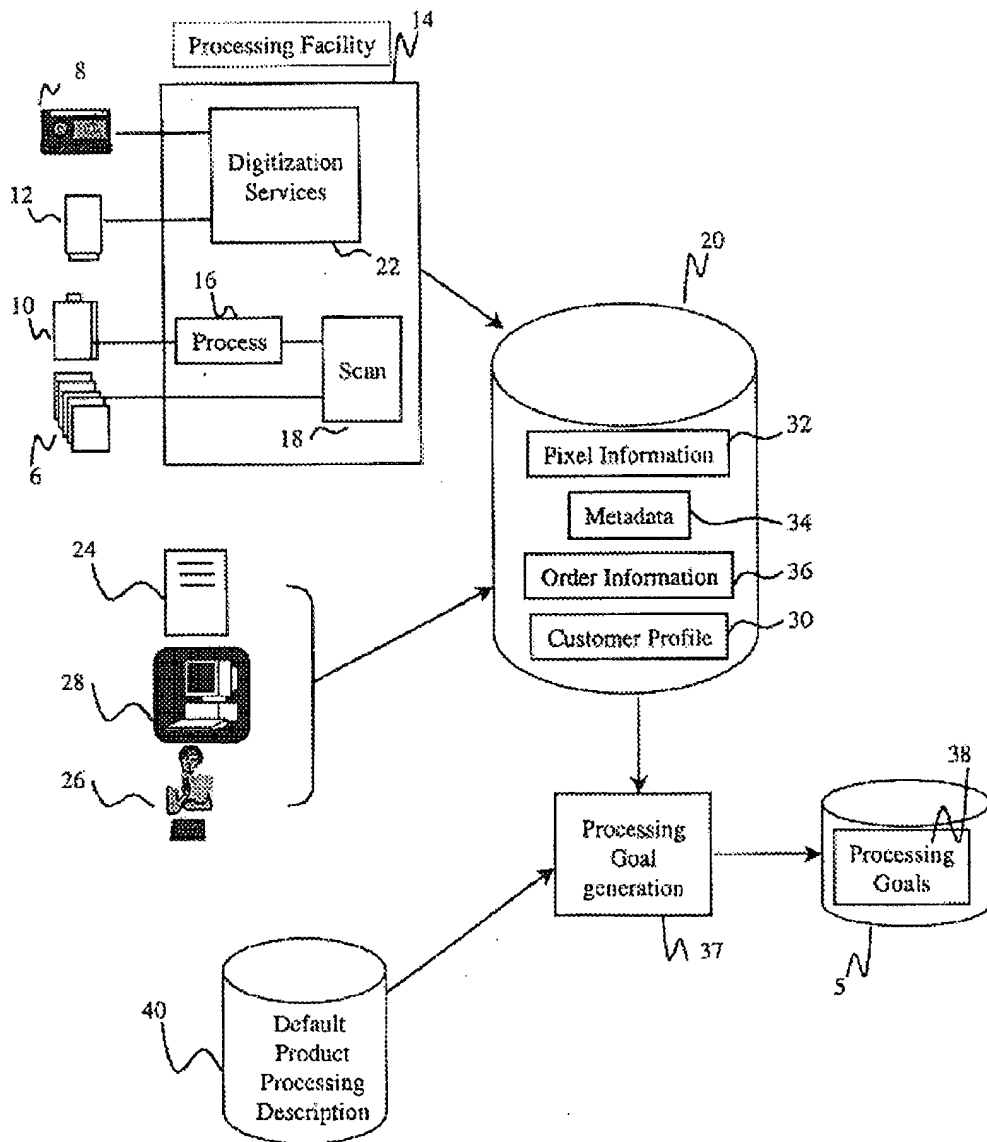 Processing Facility
14
8
Digitization
Services
12
22
20
16
10
Process
Scan
18
6
32
Pixel Information
Metadata
34
24
Order Information
36
Customer Profile
30
28
26
38
Processing
Goal
generation
Processing
Goals
37
5
40
Default
Product
Processing
Description